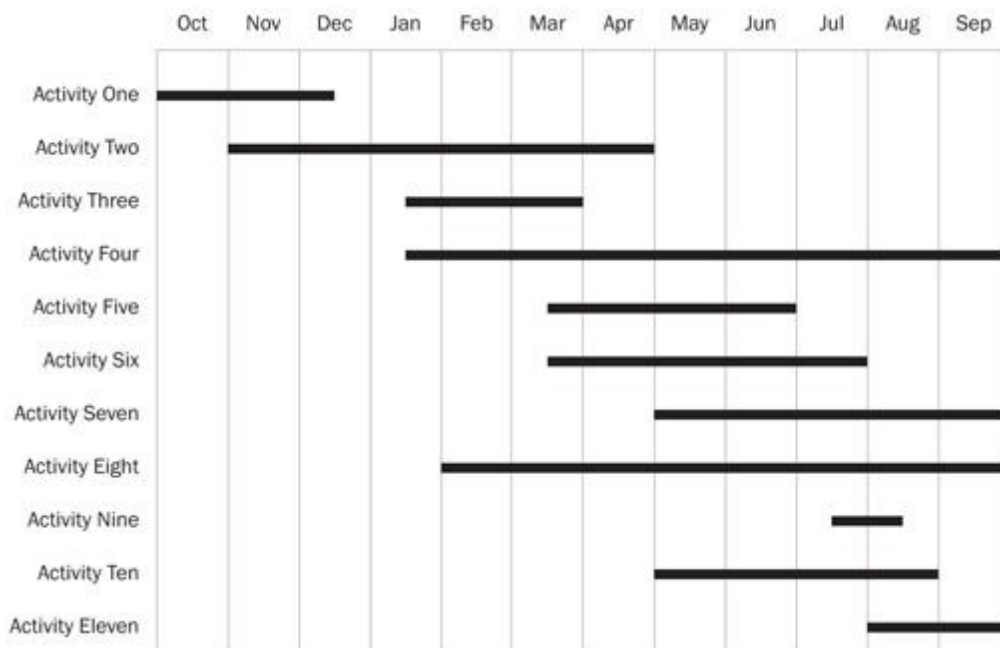 Oct Nov Dec Jan Feb Mar Apr May Jun Jul Aug Sep
Activity One
Activity Two
Activity Three
Activity Four
Activity Five
Activity Six
Activity Seven
Activity Eight
Activity Nine
Activity Ten
Activity Eleven